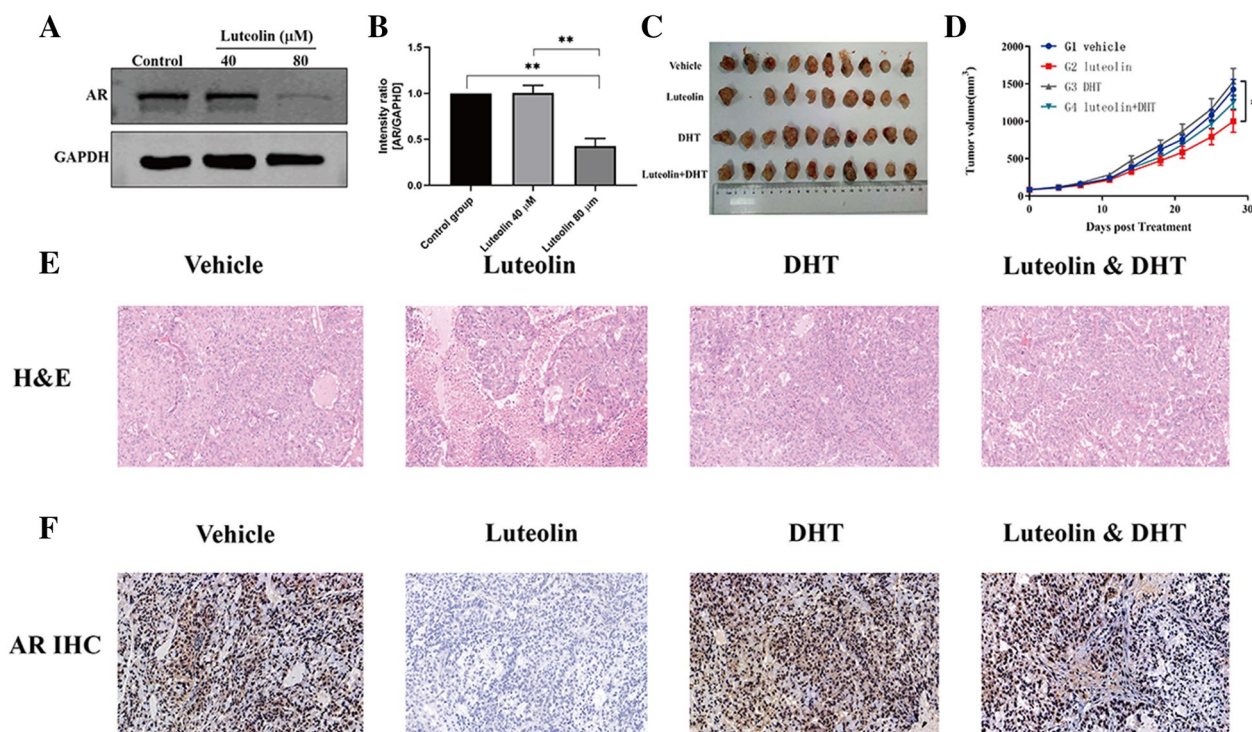 A
Luteolin (μM)
Control 40 80
AR
GAPDH
B
**
**
Intensity ratio
[AR/GAPHD]
1.5
1.0
0.5
0.0
Control group
Luteolin 40 μM
Luteolin 80 μm
C
Vehicle
Luteolin
DHT
Luteolin+DHT
D
G1 vehicle
G2 luteolin
G3 DHT
G4 luteolin+DHT
Tumor volume(mm³)
2000
1500
1000
500
0
0 10 20 30
Days post Treatment
E
Vehicle Luteolin DHT Luteolin & DHT
H&E
F
Vehicle Luteolin DHT Luteolin & DHT
AR IHC